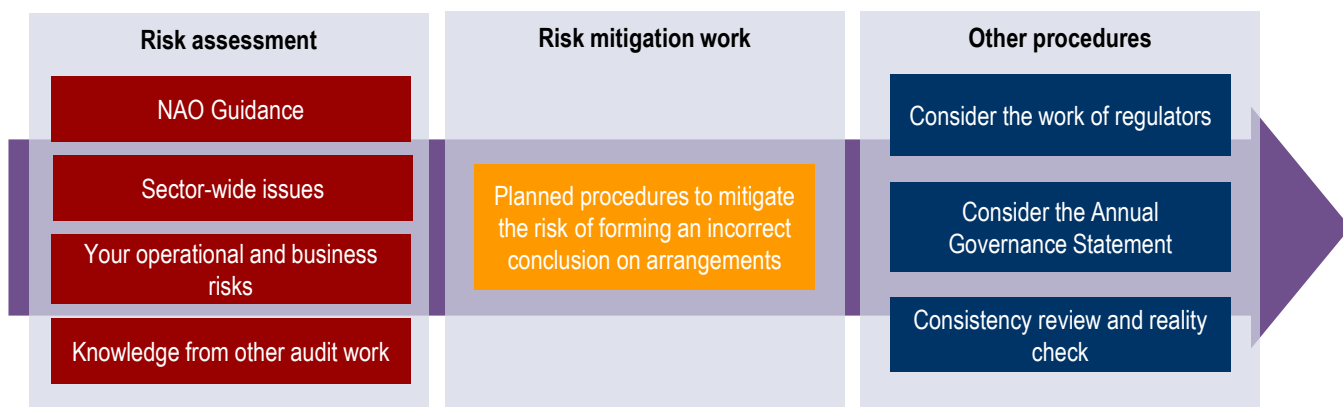 Risk assessment
NAO Guidance
Sector-wide issues
Your operational and business
risks
Knowledge from other audit work
Risk mitigation work
Planned procedures to mitigate
the risk of forming an incorrect
conclusion on arrangements
Other procedures
Consider the work of regulators
Consider the Annual
Governance Statement
Consistency review and reality
check